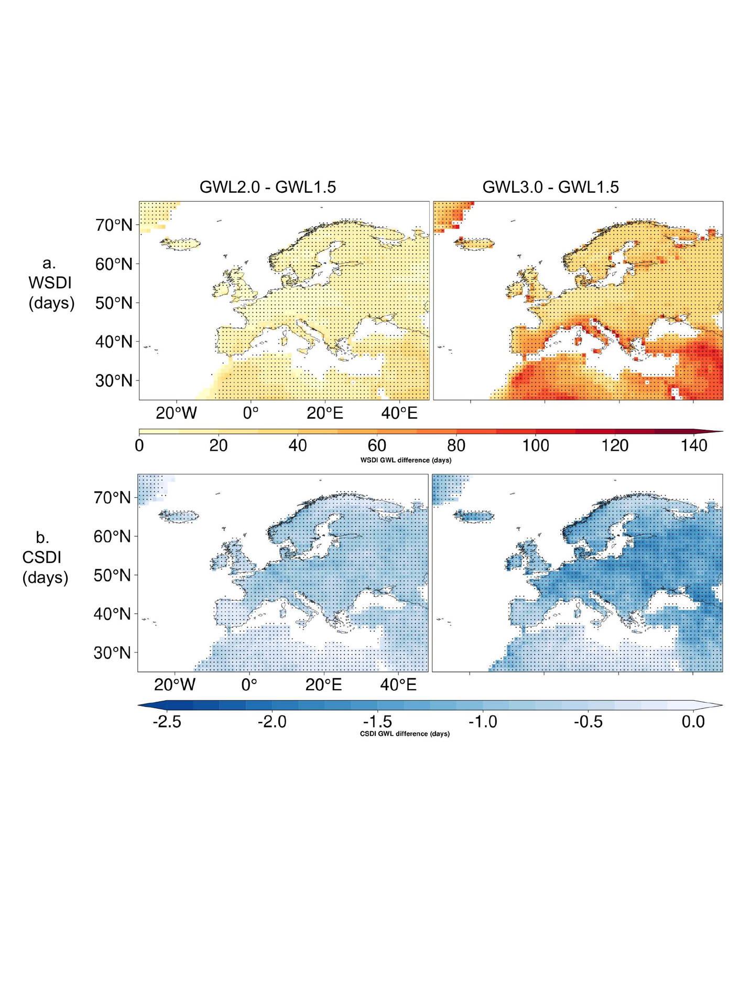 GWL2.0 - GWL1.5
GWL3.0 - GWL1.5
a.
WSDI
(days)
70°N
60°N
50°N
40°N
30°N
20°W
0°
20°E
40°E
0
20
40
60
80
100
120
140
WSDI GWL difference (days)
b.
CSDI
(days)
70°N
60°N
50°N
40°N
30°N
20°W
0°
20°E
40°E
-2.5
-2.0
-1.5
-1.0
-0.5
0.0
CSDI GWL difference (days)